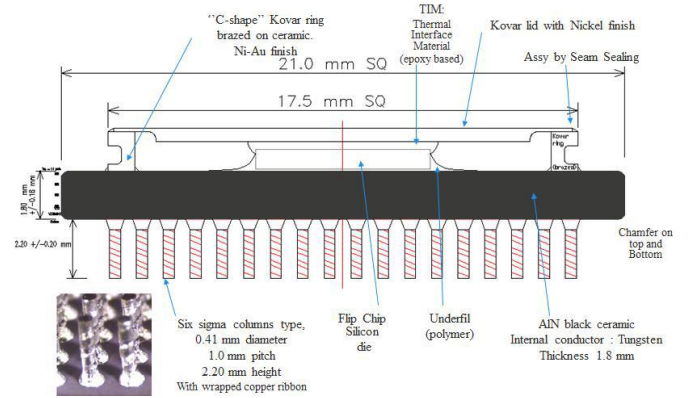 "C-shape" Kovar ring
brazed on ceramic.
Ni-Au finish
TIM:
Thermal
Interface
Material
(epoxy based)
Kovar lid with Nickel finish
Assy by Seam Sealing
21.0 mm SQ
17.5 mm SQ
Kovar
ring
(brazed)
1.80 mm
+/-0.18 mm
2.20 +/-0.20 mm
Chamfer on
top and
Bottom
Six sigma columns type,
0.41 mm diameter
1.0 mm pitch
2.20 mm height
With wrapped copper ribbon
Flip Chip
Silicon
die
Underfil
(polymer)
AlN black ceramic
Internal conductor : Tungsten
Thickness 1.8 mm